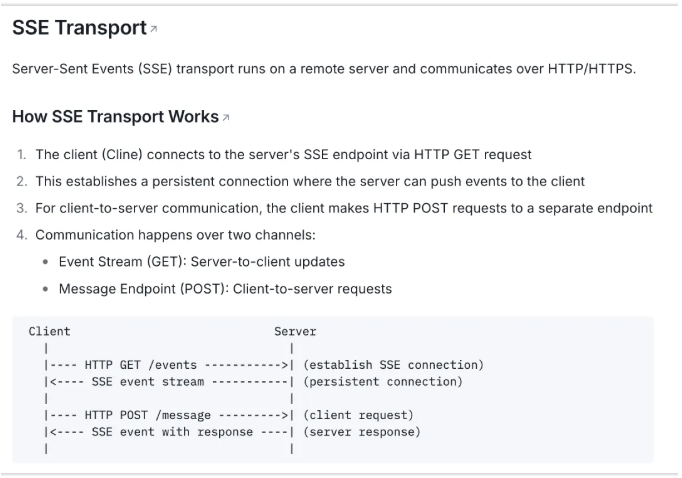 SSE Transport↗
Server-Sent Events (SSE) transport runs on a remote server and communicates over HTTP/HTTPS.
How SSE Transport Works↗
1. The client (Cline) connects to the server's SSE endpoint via HTTP GET request
2. This establishes a persistent connection where the server can push events to the client
3. For client-to-server communication, the client makes HTTP POST requests to a separate endpoint
4. Communication happens over two channels:
• Event Stream (GET): Server-to-client updates
• Message Endpoint (POST): Client-to-server requests
Client                             Server
  |                                  |
  |---- HTTP GET /events ----------->| (establish SSE connection)
  |<---- SSE event stream -----------| (persistent connection)
  |                                  |
  |---- HTTP POST /message --------->| (client request)
  |<---- SSE event with response ----| (server response)
  |                                  |